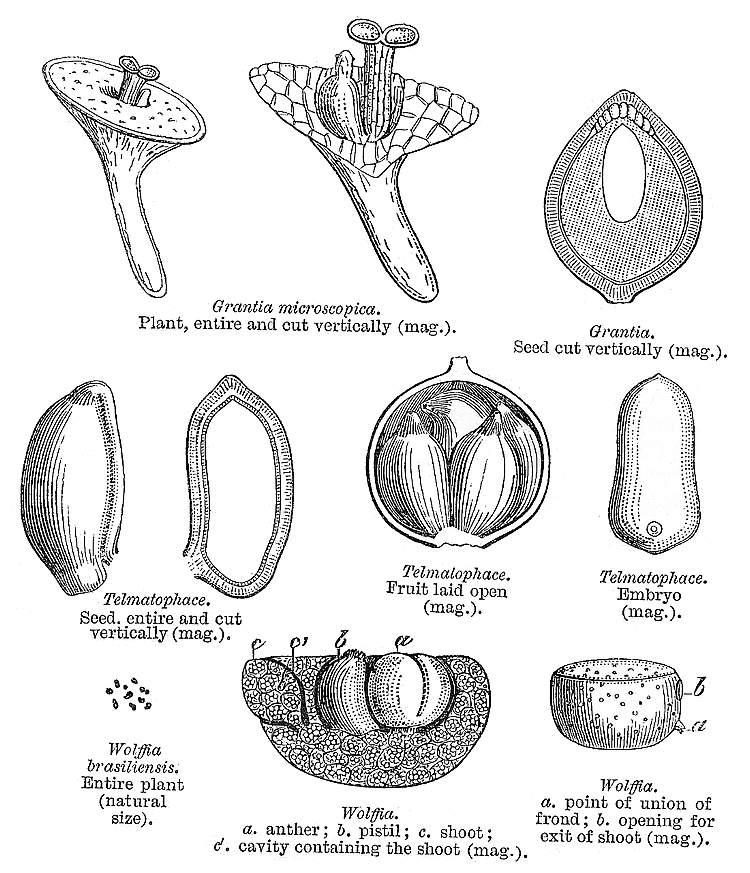 Grantia microscopica.
Plant, entire and cut vertically (mag.).
Grantia.
Seed cut vertically (mag.).
Telmatophace.
Seed. entire and cut
vertically (mag.).
Telmatophace.
Fruit laid open
(mag.).
Telmatophace.
Embryo
(mag.).
c c' b a
b
a
Wolffia
brasiliensis.
Entire plant
(natural
size).
Wolffia.
a. anther; b. pistil; c. shoot;
c'. cavity containing the shoot (mag.).
Wolffia.
a. point of union of
frond; b. opening for
exit of shoot (mag.).